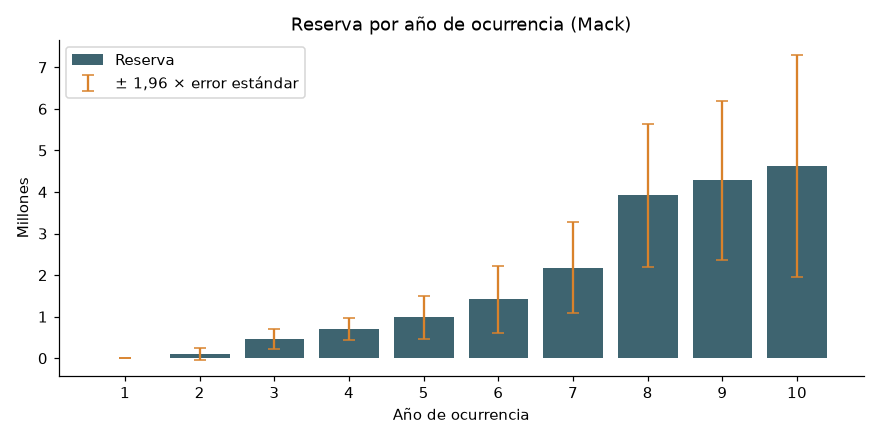 Reserva por año de ocurrencia (Mack)
Reserva
± 1,96 × error estándar
Millones
7
6
5
4
3
2
1
0
1 2 3 4 5 6 7 8 9 10
Año de ocurrencia